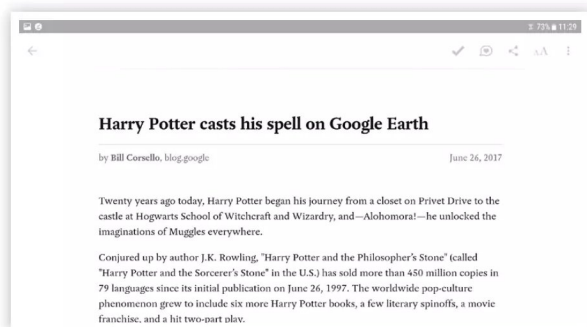 73% 11:29
AA
Harry Potter casts his spell on Google Earth
by Bill Corsello, blog.google
June 26, 2017
Twenty years ago today, Harry Potter began his journey from a closet on Privet Drive to the
castle at Hogwarts School of Witchcraft and Wizardry, and—Alohomora!—he unlocked the
imaginations of Muggles everywhere.
Conjured up by author J.K. Rowling, "Harry Potter and the Philosopher's Stone" (called
"Harry Potter and the Sorcerer's Stone" in the U.S.) has sold more than 450 million copies in
79 languages since its initial publication on June 26, 1997. The worldwide pop-culture
phenomenon grew to include six more Harry Potter books, a few literary spinoffs, a movie
franchise, and a hit two-part play.